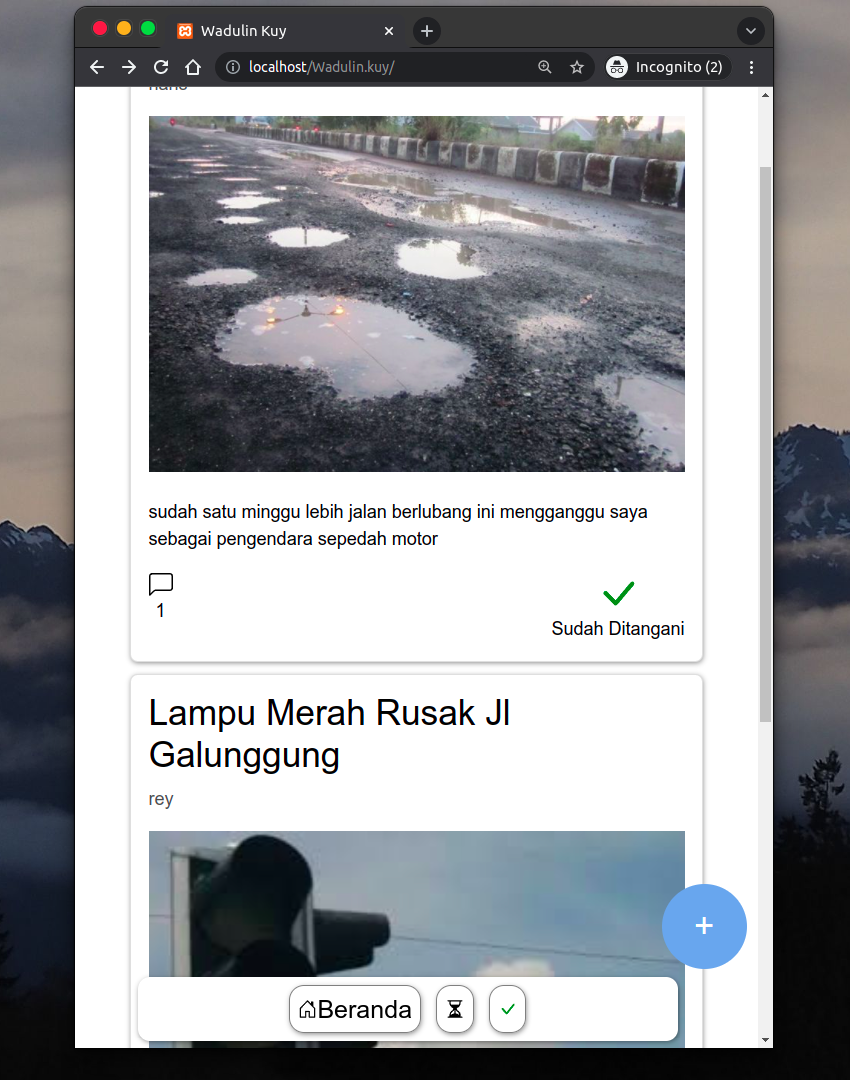 Wadulin Kuy
localhost/Wadulin.kuy/
Incognito (2)
sudah satu minggu lebih jalan berlubang ini mengganggu saya
sebagai pengendara sepedah motor
1
Sudah Ditangani
Lampu Merah Rusak Jl
Galunggung
rey
Beranda